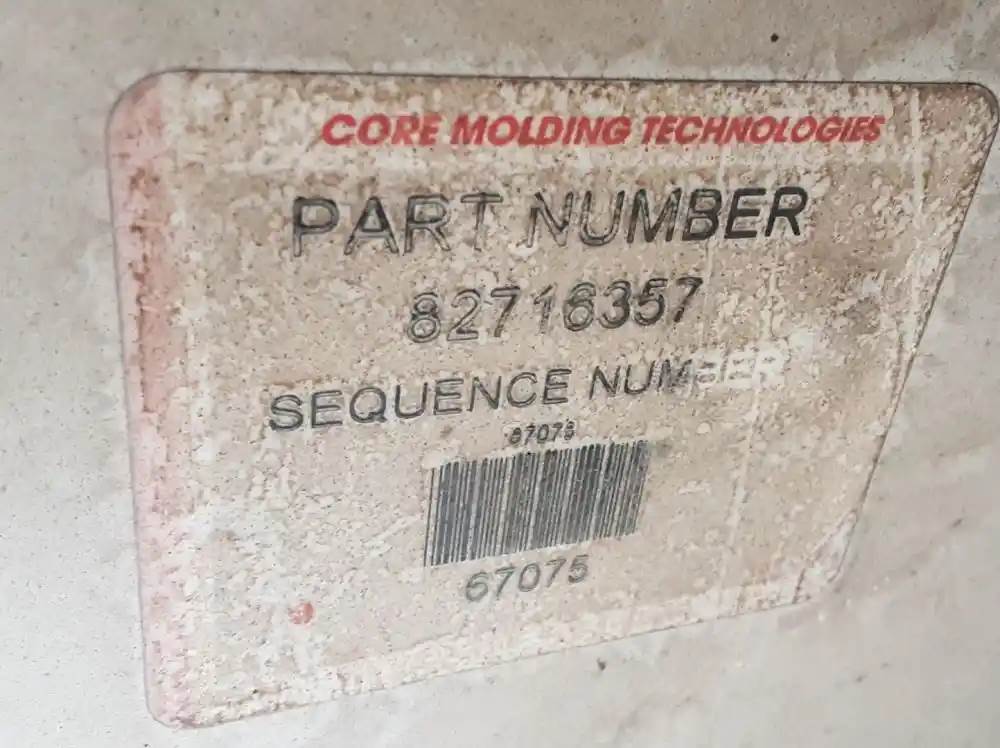 CORE MOLDING TECHNOLOGIES
PART NUMBER
82716357
SEQUENCE NUMBER
67075
67075